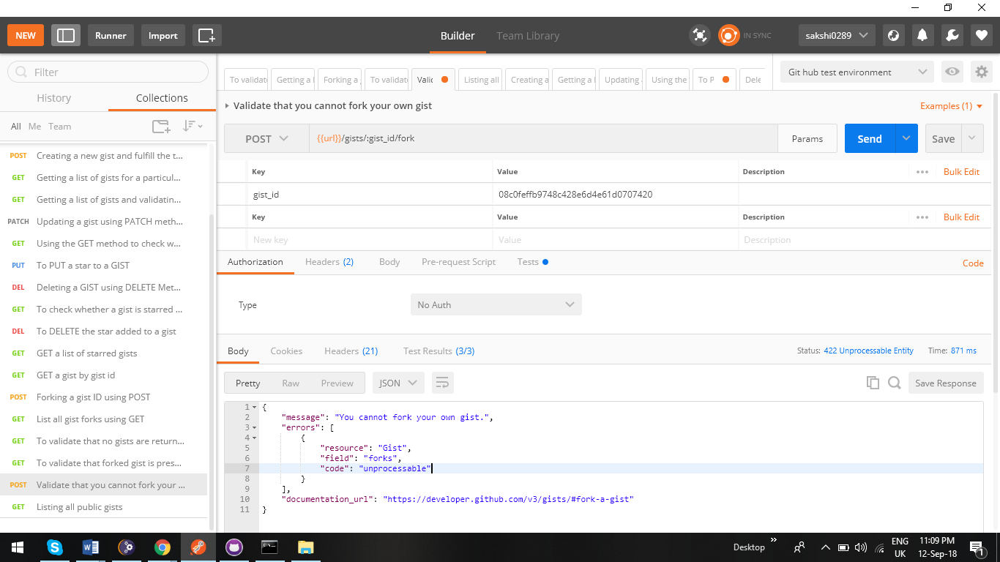 NEW Runner Import Builder Team Library IN SYNC sakshi0289
Filter
History Collections
All Me Team
POST Creating a new gist and fulfill the t...
GET Getting a list of gists for a particul...
GET Getting a list of gists and validatin...
PATCH Updating a gist using PATCH meth...
GET Using the GET method to check w...
PUT To PUT a star to a GIST
DEL Deleting a GIST using DELETE Met...
GET To check whether a gist is starred ...
DEL To DELETE the star added to a gist
GET GET a list of starred gists
GET GET a gist by gist id
POST Forking a gist ID using POST
GET List all gist forks using GET
GET To validate that no gists are return...
GET To validate that forked gist is pres...
POST Validate that you cannot fork your ...
GET Listing all public gists
To validat Getting a l Forking a To validat Valid Listing all Creating a Getting a l Updating Using the To P Dele
Git hub test environment
Validate that you cannot fork your own gist Examples (1)
POST {{url}}/gists/:gist_id/fork Params Send Save
Key Value Description ••• Bulk Edit
gist_id 08c0feffb9748c428e6d4e61d0707420
Key Value Description ••• Bulk Edit
New key Value Description
Authorization Headers (2) Body Pre-request Script Tests Code
Type No Auth
Body Cookies Headers (21) Test Results (3/3) Status: 422 Unprocessable Entity Time: 871 ms
Pretty Raw Preview JSON Save Response
1 {
2 "message": "You cannot fork your own gist.",
3 "errors": [
4 {
5 "resource": "Gist",
6 "field": "forks",
7 "code": "unprocessable"
8 }
9 ],
10 "documentation_url": "https://developer.github.com/v3/gists/#fork-a-gist"
11 }
Desktop » ENG 11:09 PM
UK 12-Sep-18 1